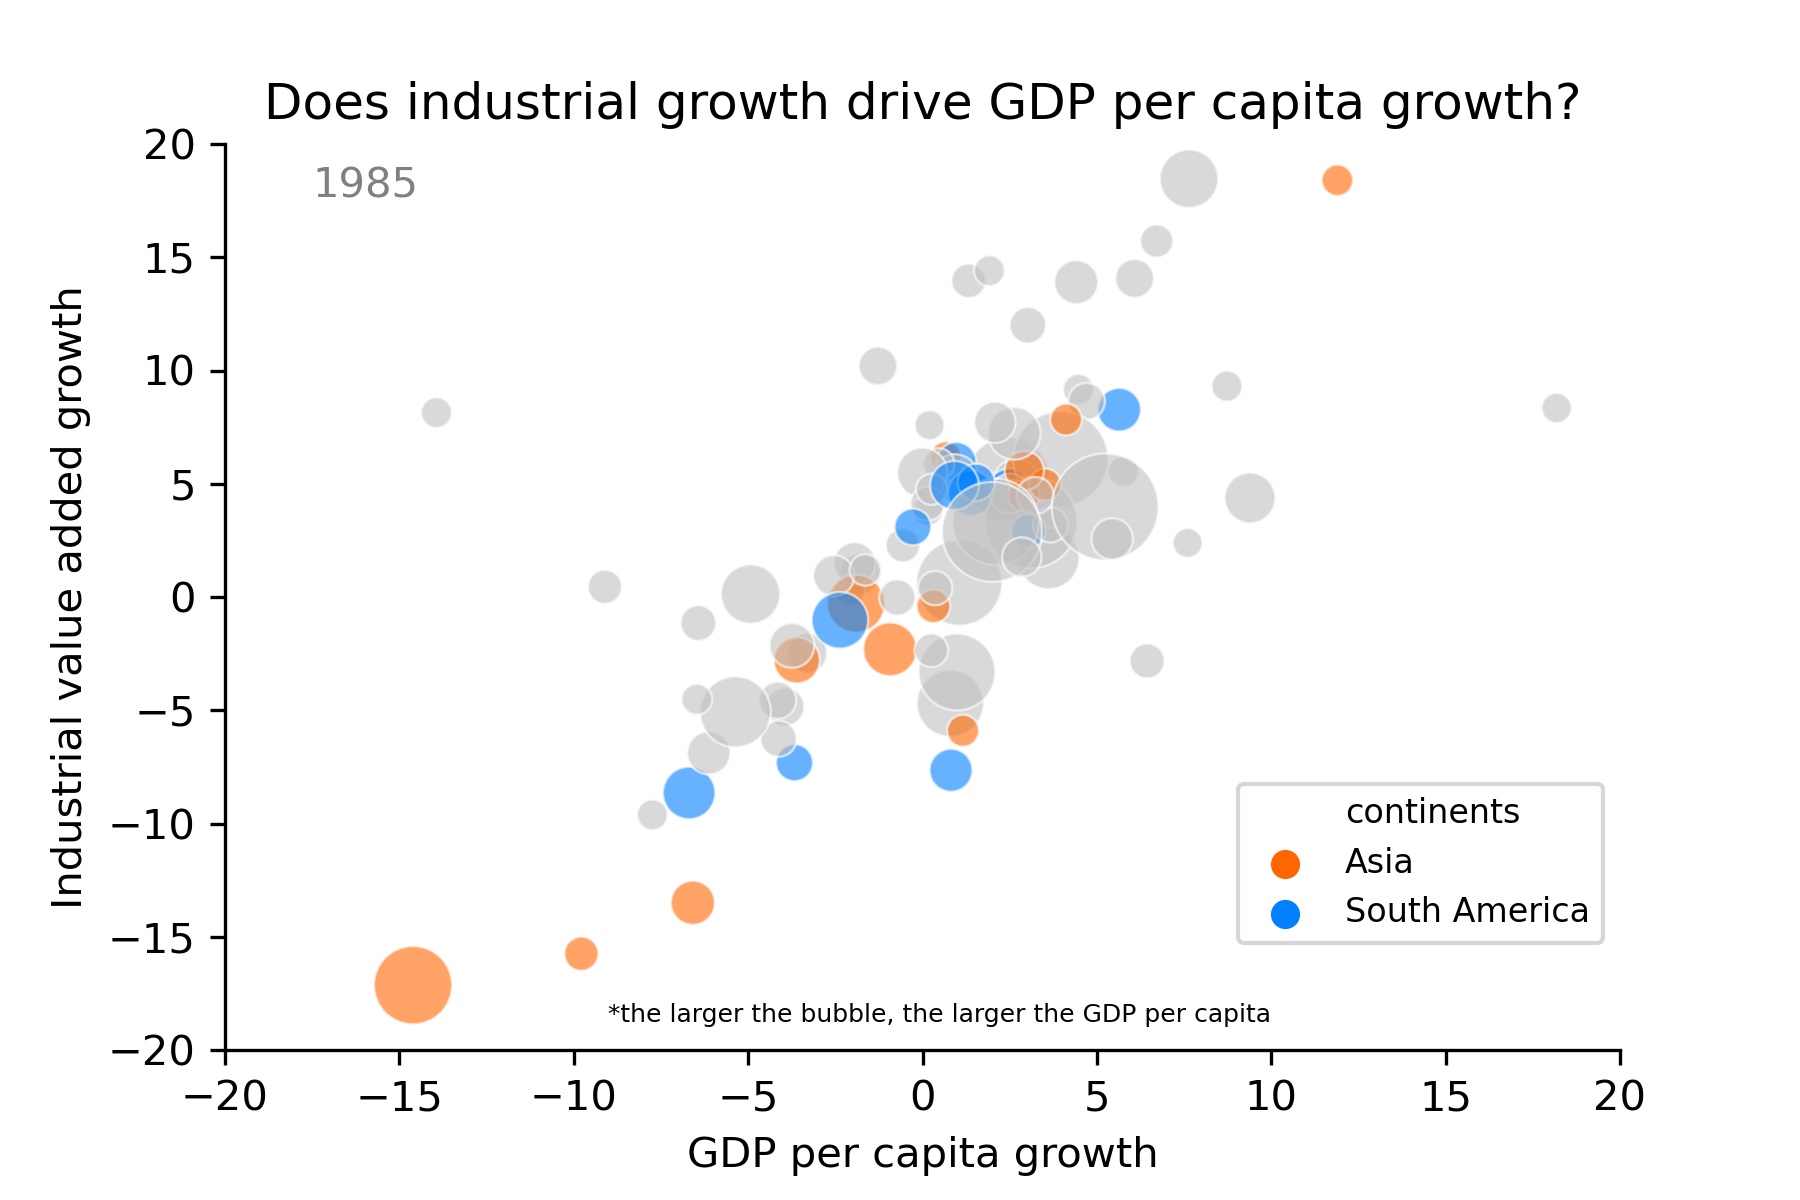 Does industrial growth drive GDP per capita growth?
1985
20
15
10
5
0
−5
−10
−15
−20
Industrial value added growth
continents
Asia
South America
*the larger the bubble, the larger the GDP per capita
−20 −15 −10 −5 0 5 10 15 20
GDP per capita growth